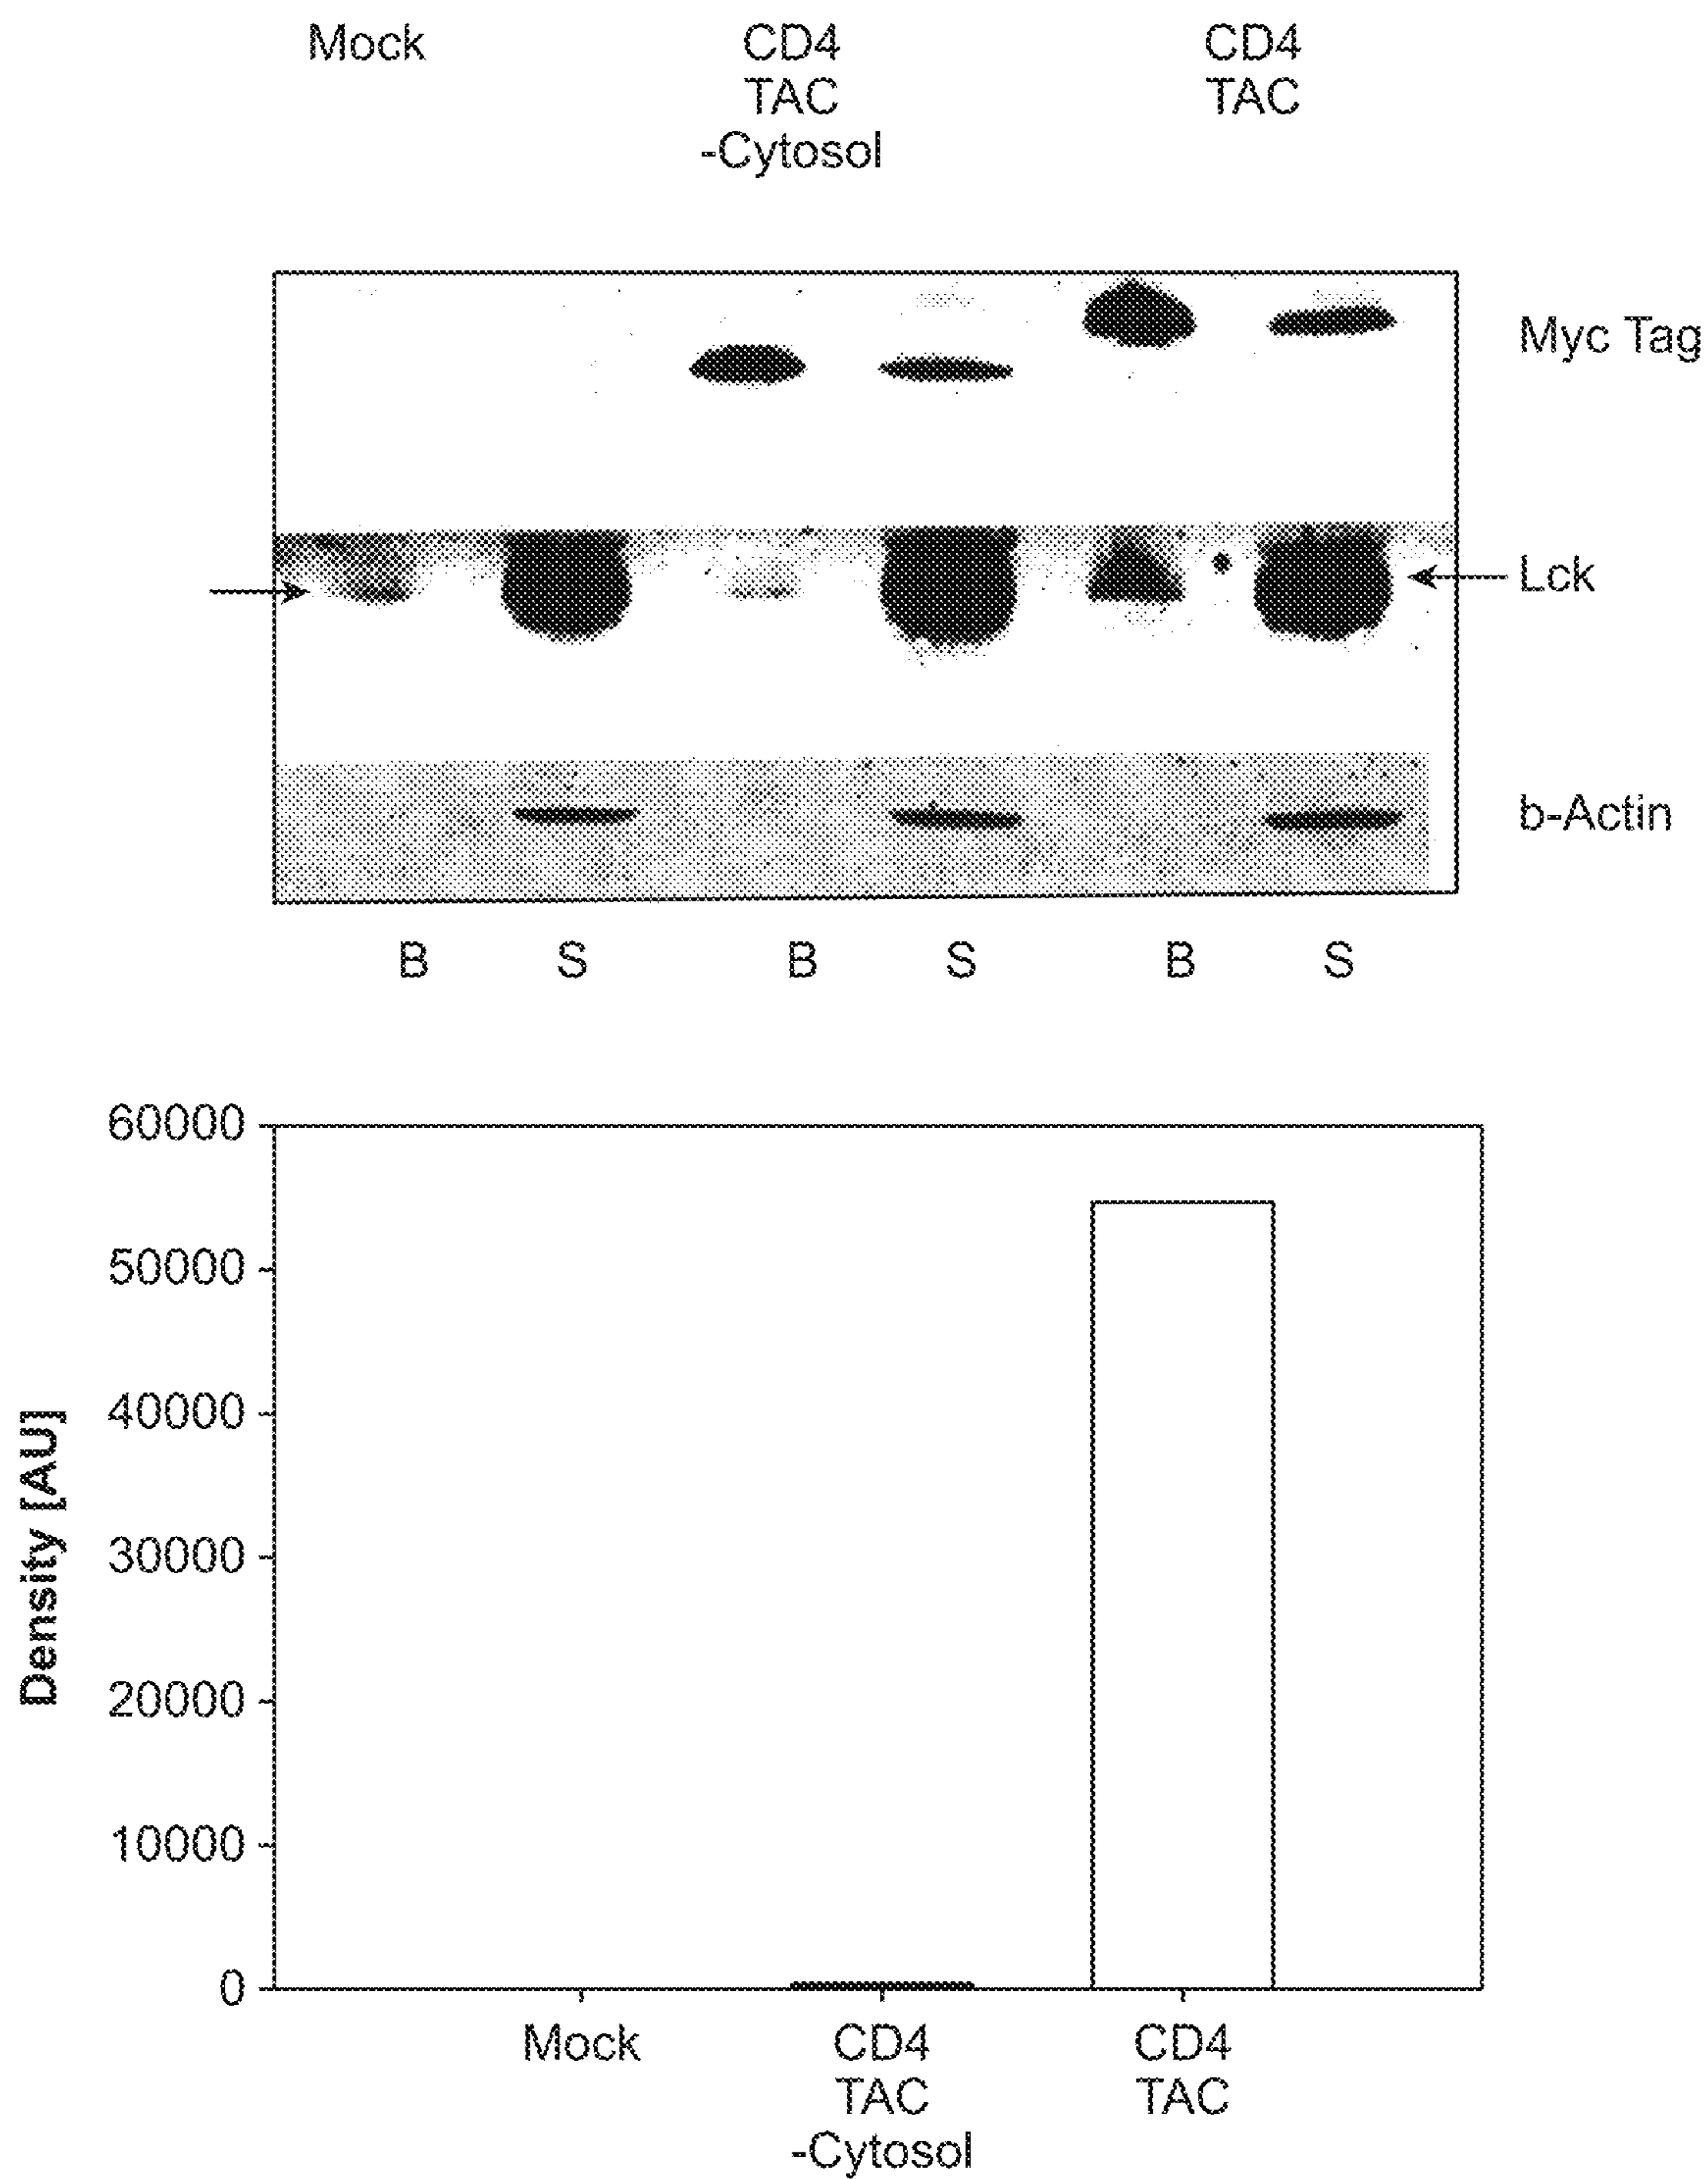 Mock
CD4
TAC
-Cytosol
CD4
TAC
Myc Tag
Lck
b-Actin
B S B S B S
60000
50000
40000
30000
20000
10000
0
Density [AU]
Mock
CD4
TAC
-Cytosol
CD4
TAC